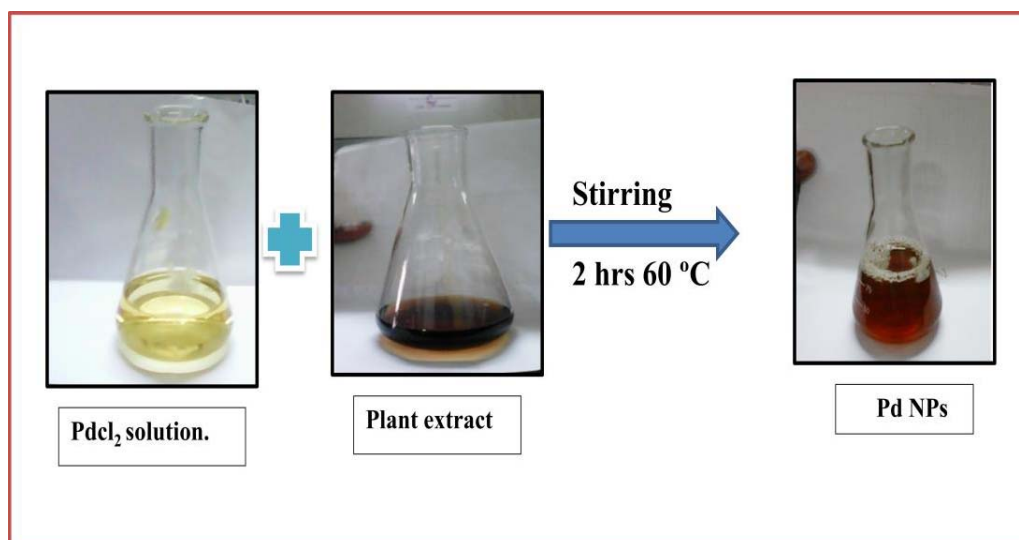 Stirring
2 hrs 60 ºC
Pdcl₂ solution.
Plant extract
Pd NPs